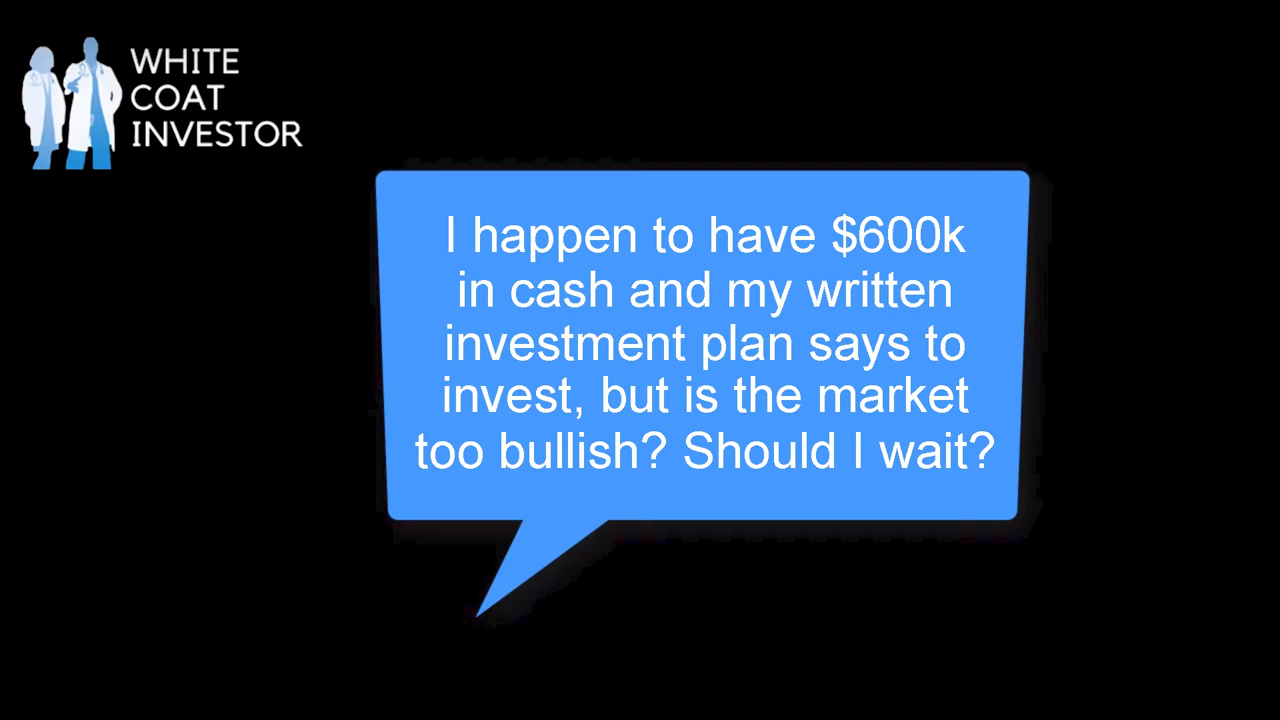 WHITE
COAT
INVESTOR
I happen to have $600k
in cash and my written
investment plan says to
invest, but is the market
too bullish? Should I wait?